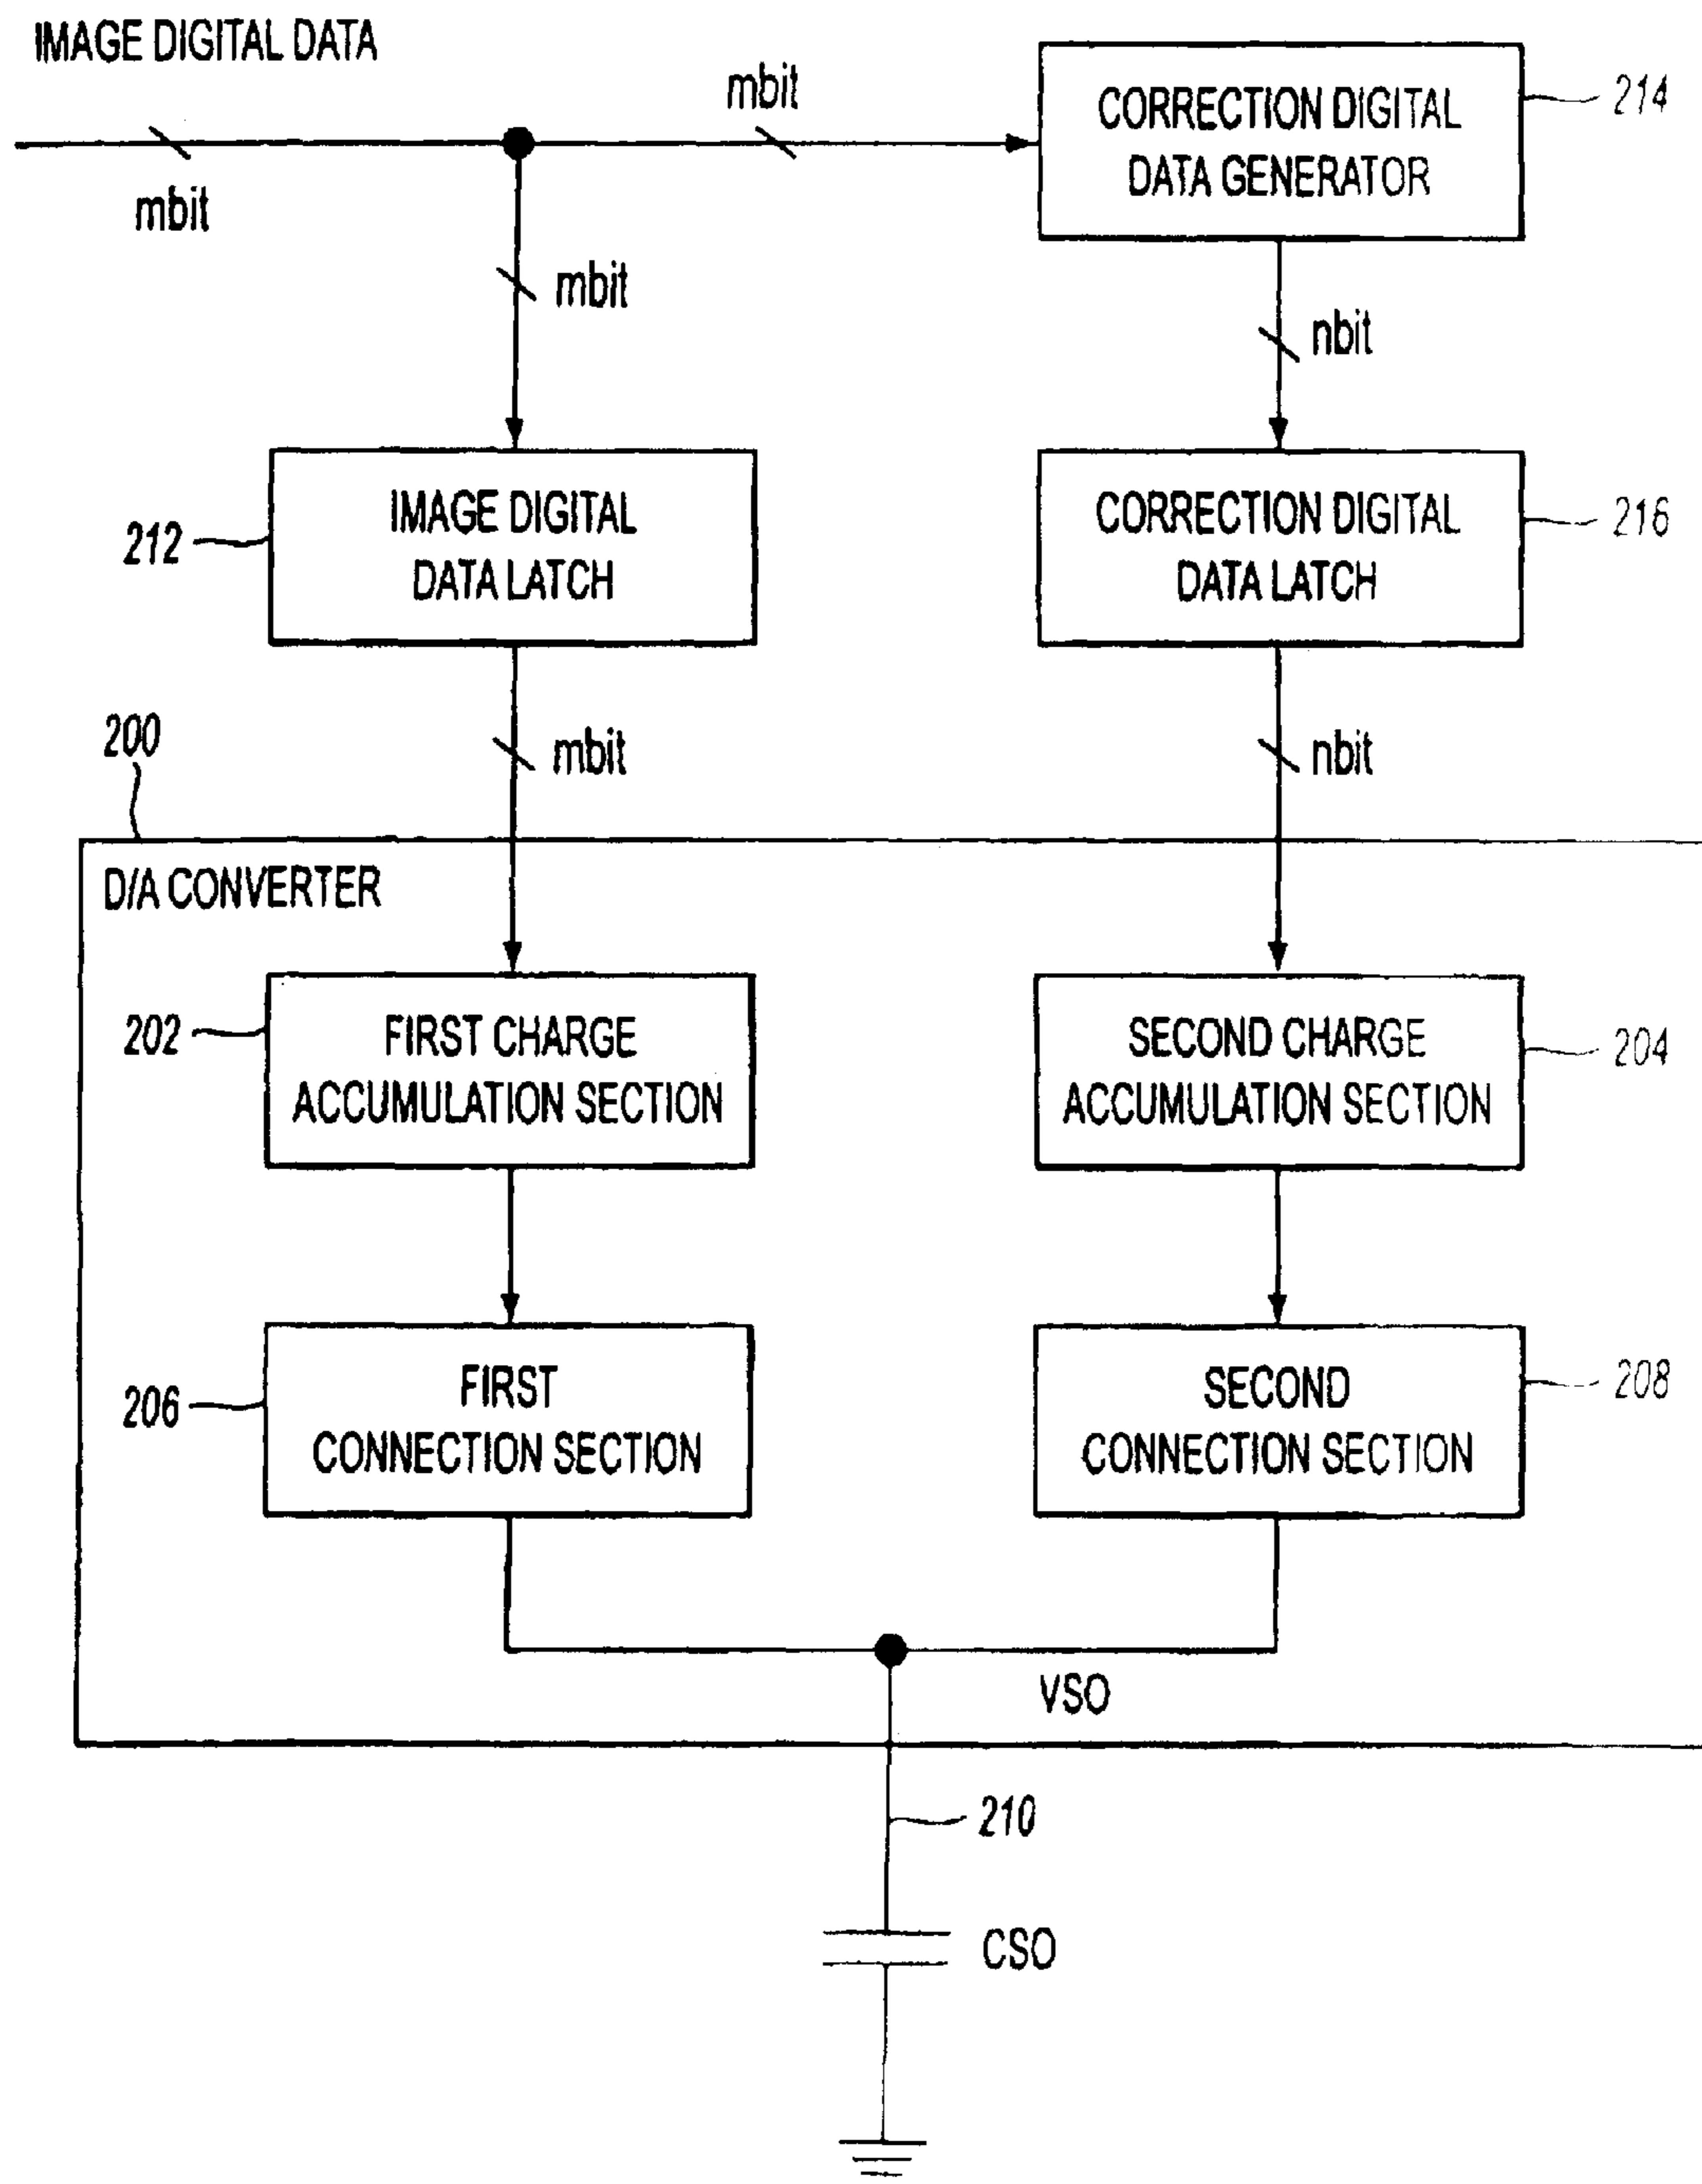 IMAGE DIGITAL DATA
mbit
mbit
CORRECTION DIGITAL
DATA GENERATOR
214
mbit
nbit
212
IMAGE DIGITAL
DATA LATCH
CORRECTION DIGITAL
DATA LATCH
216
mbit
nbit
200
D/A CONVERTER
202
FIRST CHARGE
ACCUMULATION SECTION
SECOND CHARGE
ACCUMULATION SECTION
204
206
FIRST
CONNECTION SECTION
SECOND
CONNECTION SECTION
208
VSO
210
CSO